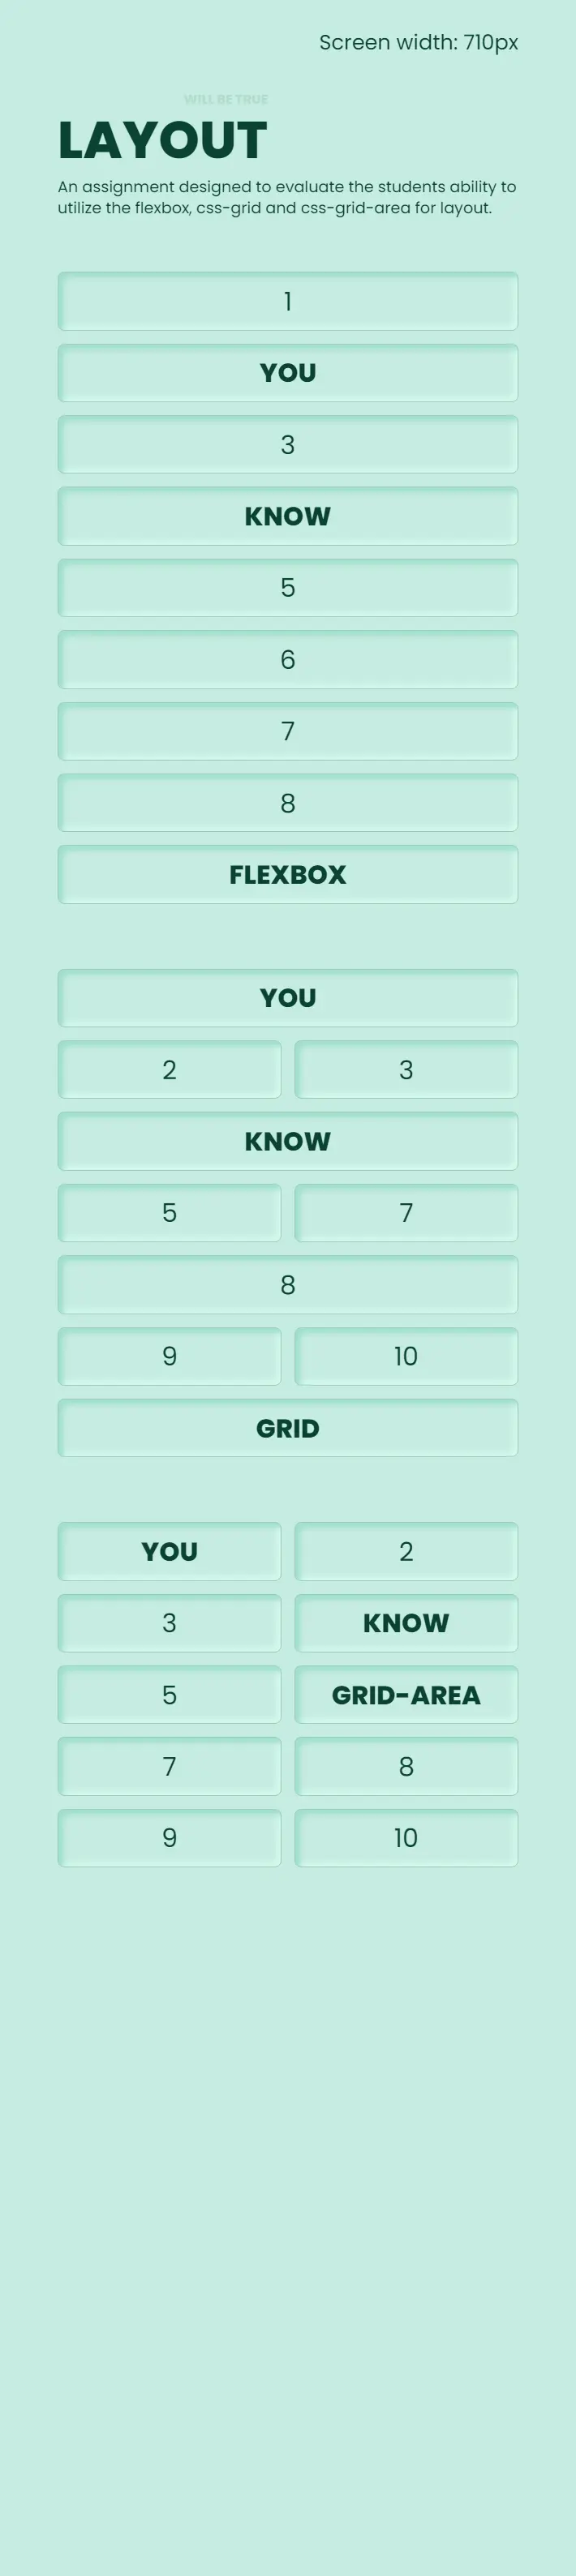 Screen width: 710px
WILL BE TRUE
LAYOUT
An assignment designed to evaluate the students ability to
utilize the flexbox, css-grid and css-grid-area for layout.
1
YOU
3
KNOW
5
6
7
8
FLEXBOX
YOU
2 3
KNOW
5 7
8
9 10
GRID
YOU 2
3 KNOW
5 GRID-AREA
7 8
9 10